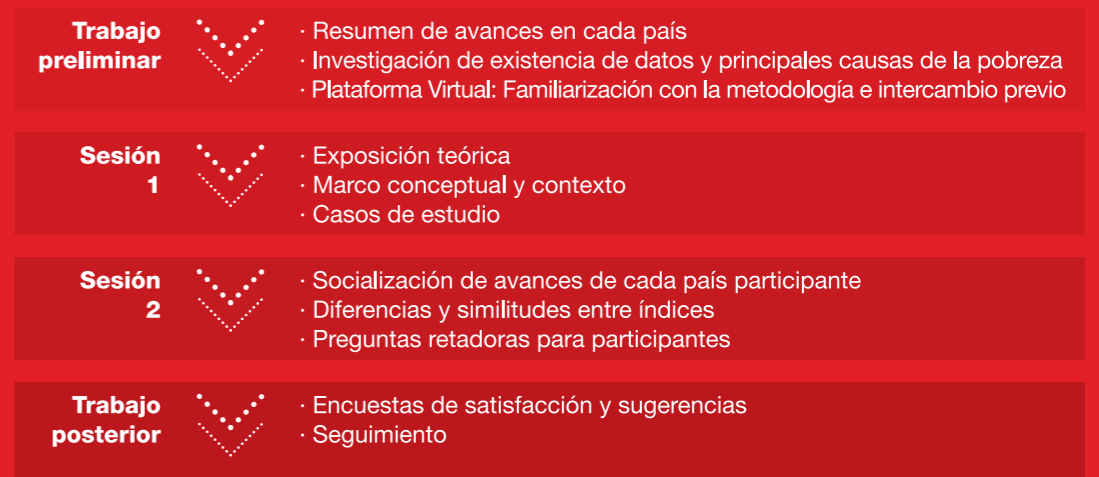 Trabajo preliminar
· Resumen de avances en cada país
· Investigación de existencia de datos y principales causas de la pobreza
· Plataforma Virtual: Familiarización con la metodología e intercambio previo
Sesión 1
· Exposición teórica
· Marco conceptual y contexto
· Casos de estudio
Sesión 2
· Socialización de avances de cada país participante
· Diferencias y similitudes entre índices
· Preguntas retadoras para participantes
Trabajo posterior
· Encuestas de satisfacción y sugerencias
· Seguimiento